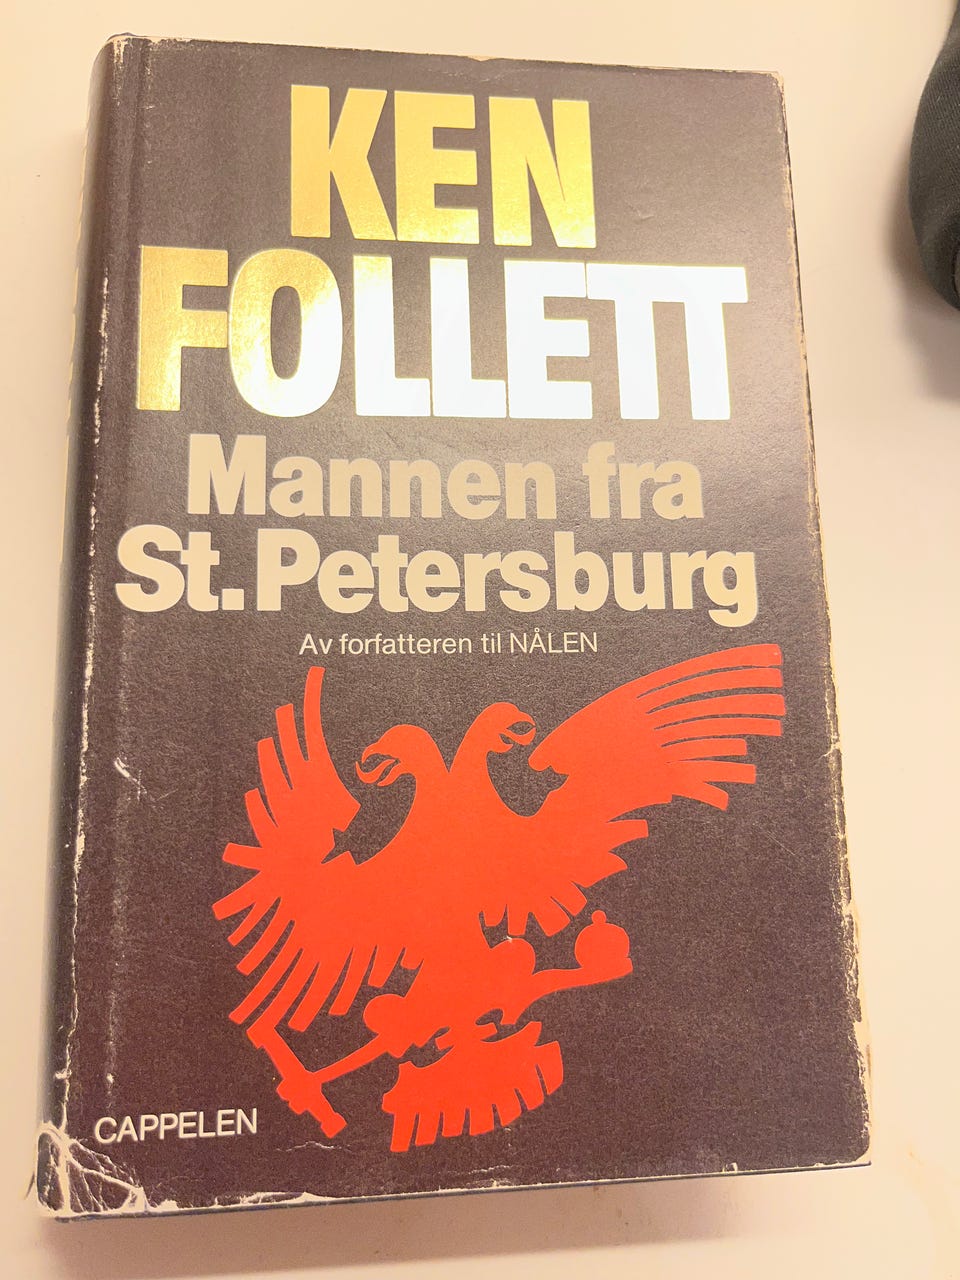 KEN
FOLLETT
Mannen fra
St. Petersburg
Av forfatteren til NÅLEN
CAPPELEN